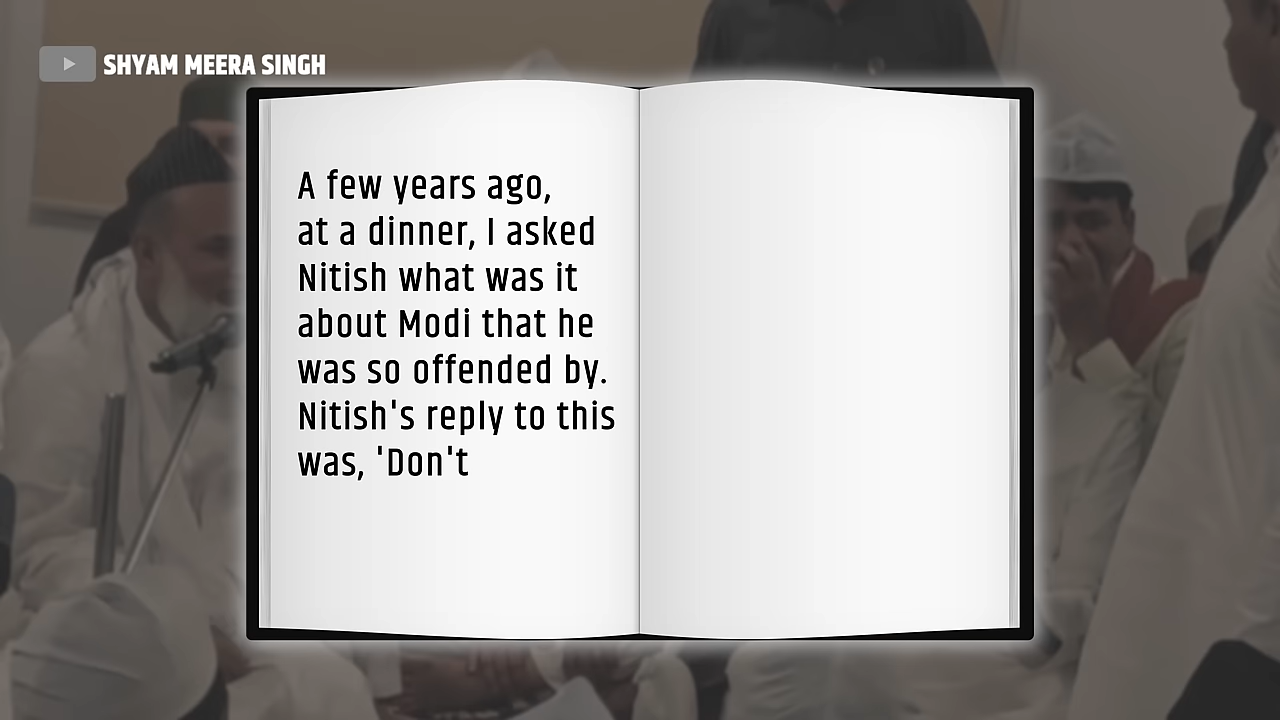 SHYAM MEERA SINGH
A few years ago,
at a dinner, I asked
Nitish what was it
about Modi that he
was so offended by.
Nitish's reply to this
was, 'Don't